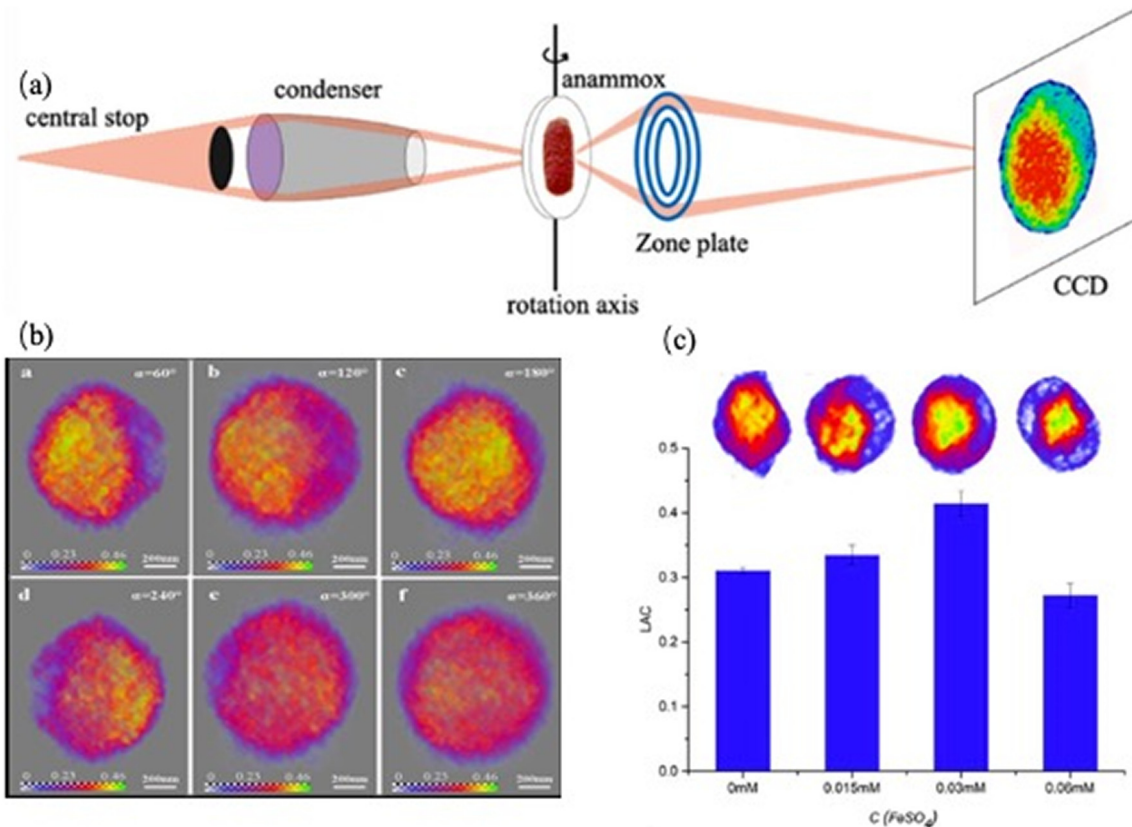 (a)
central stop
condenser
anammox
Zone plate
rotation axis
CCD
(b)
a α=60°
0 0.23 0.46 200nm
b α=120°
0 0.23 0.46 200nm
c α=180°
0 0.23 0.46 200nm
d α=240°
0 0.23 0.46 200nm
e α=300°
0 0.23 0.46 200nm
f α=360°
0 0.23 0.46 200nm
(c)
0.5
0.4
0.3
0.2
0.1
0.0
LAC
0mM 0.015mM 0.03mM 0.06mM
C (FeSO4)